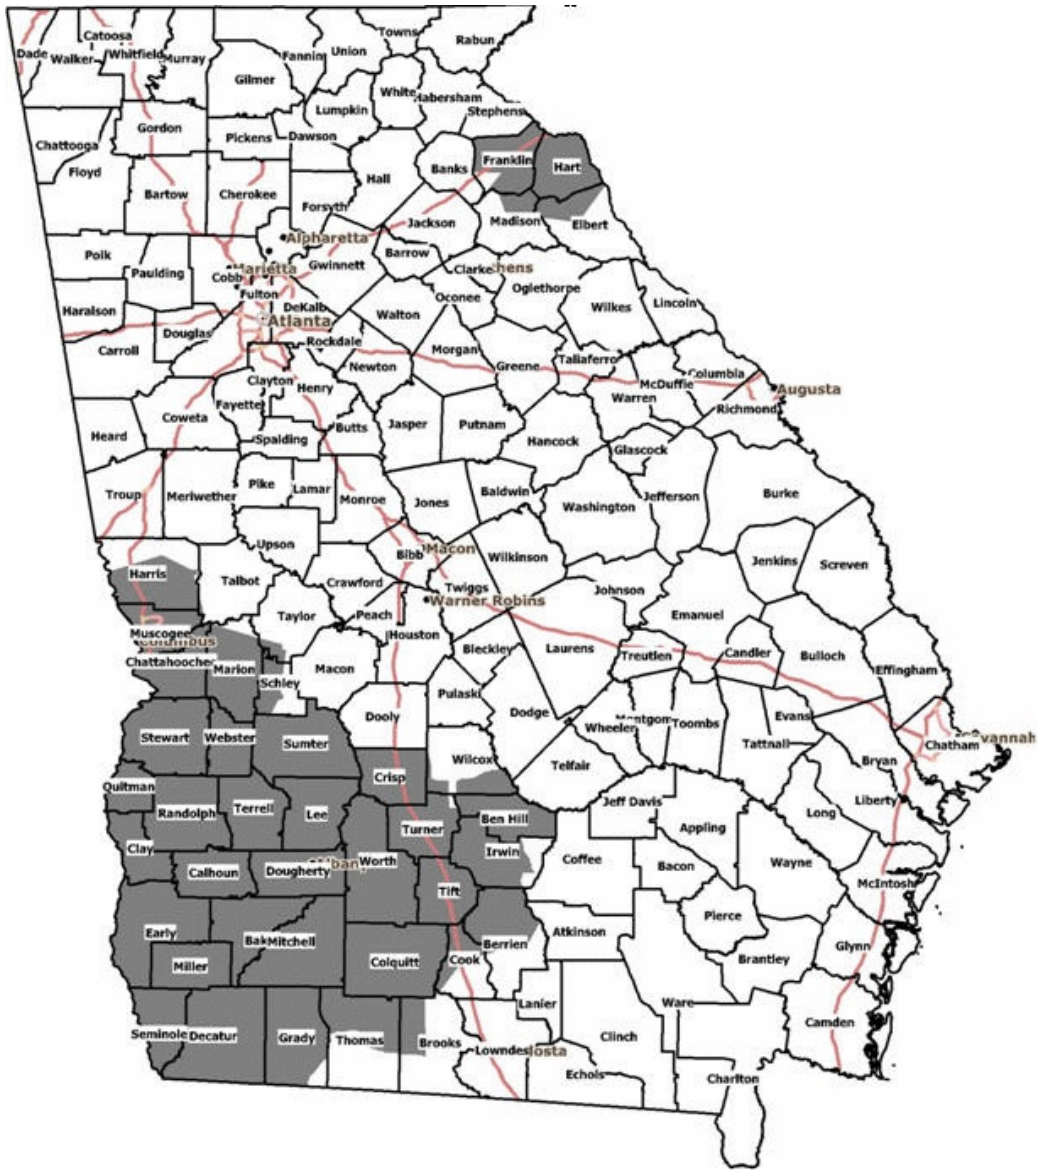 Towns
Rabun
Catoosa
Dade
Walker
Whitfield
Murray
Fannin
Union
Gilmer
White
Habersham
Lumpkin
Stephens
Gordon
Pickens
Dawson
Chattooga
Floyd
Banks
Franklin
Hart
Hall
Bartow
Cherokee
Forsyth
Jackson
Madison
Elbert
Alpharetta
Polk
Paulding
Marietta
Cobb
Gwinnett
Barrow
Clarke
hens
Oglethorpe
Fulton
Oconee
Wilkes
Lincoln
Haralson
DeKalb
Walton
Atlanta
Douglas
Rockdale
Carroll
Morgan
Newton
Greene
Taliaferro
Columbia
McDuffie
Augusta
Clayton
Henry
Warren
Richmond
Fayette
Coweta
Butts
Jasper
Putnam
Heard
Spalding
Hancock
Glascock
Troup
Meriwether
Pike
Lamar
Monroe
Jones
Baldwin
Washington
Jefferson
Burke
Upson
Bibb
Macon
Wilkinson
Jenkins
Screven
Harris
Talbot
Crawford
Twiggs
Johnson
Warner Robins
Taylor
Peach
Emanuel
Muscogee
Houston
Bleckley
Laurens
Treutlen
Candler
Bulloch
Effingham
Chattahoochee
Marion
Schley
Macon
Pulaski
Dooly
Dodge
Wheeler
Montgom
Toombs
Evans
Stewart
Webster
Sumter
Tattnall
Chatham
vannah
Wilcox
Telfair
Bryan
Crisp
Quitman
Randolph
Terrell
Lee
Jeff Davis
Liberty
Long
Turner
Ben Hill
Appling
Clay
Irwin
Calhoun
Dougherty
lban
Worth
Coffee
Bacon
Wayne
McIntosh
Tift
Pierce
Early
Bak
Mitchell
Berrien
Atkinson
Glynn
Miller
Colquitt
Cook
Brantley
Lanier
Ware
Camden
Seminole
Decatur
Grady
Thomas
Brooks
Clinch
Lowndes
losta
Echols
Charlton